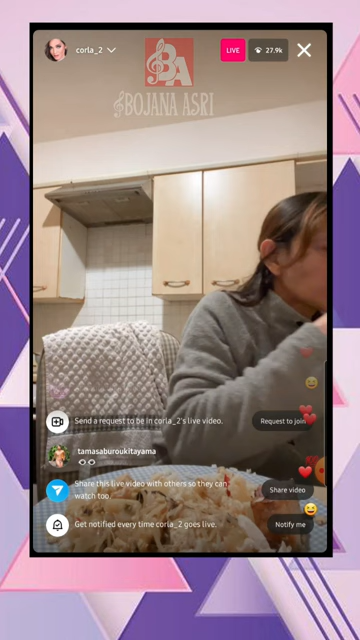 corla_2
LIVE
27.9k
BA
BOJANA ASRI
Send a request to be in corla_2's live video.
Request to join
tamasaburoukitayama
Share this live video with others so they can
watch too.
Share video
Get notified every time corla_2 goes live.
Notify me